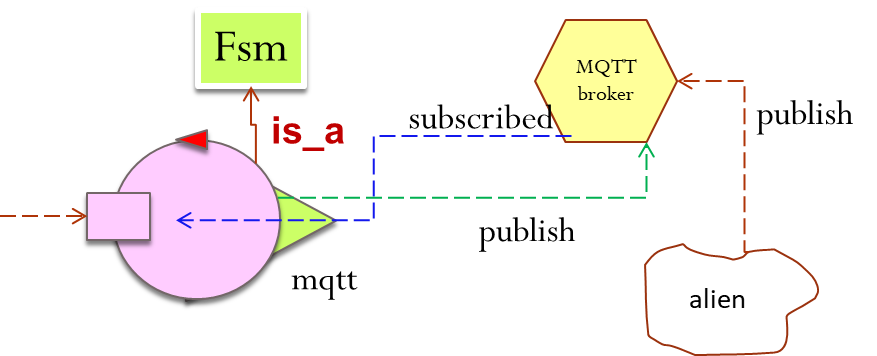 Fsm
MQTT
broker
is_a
subscribed
publish
publish
mqtt
alien